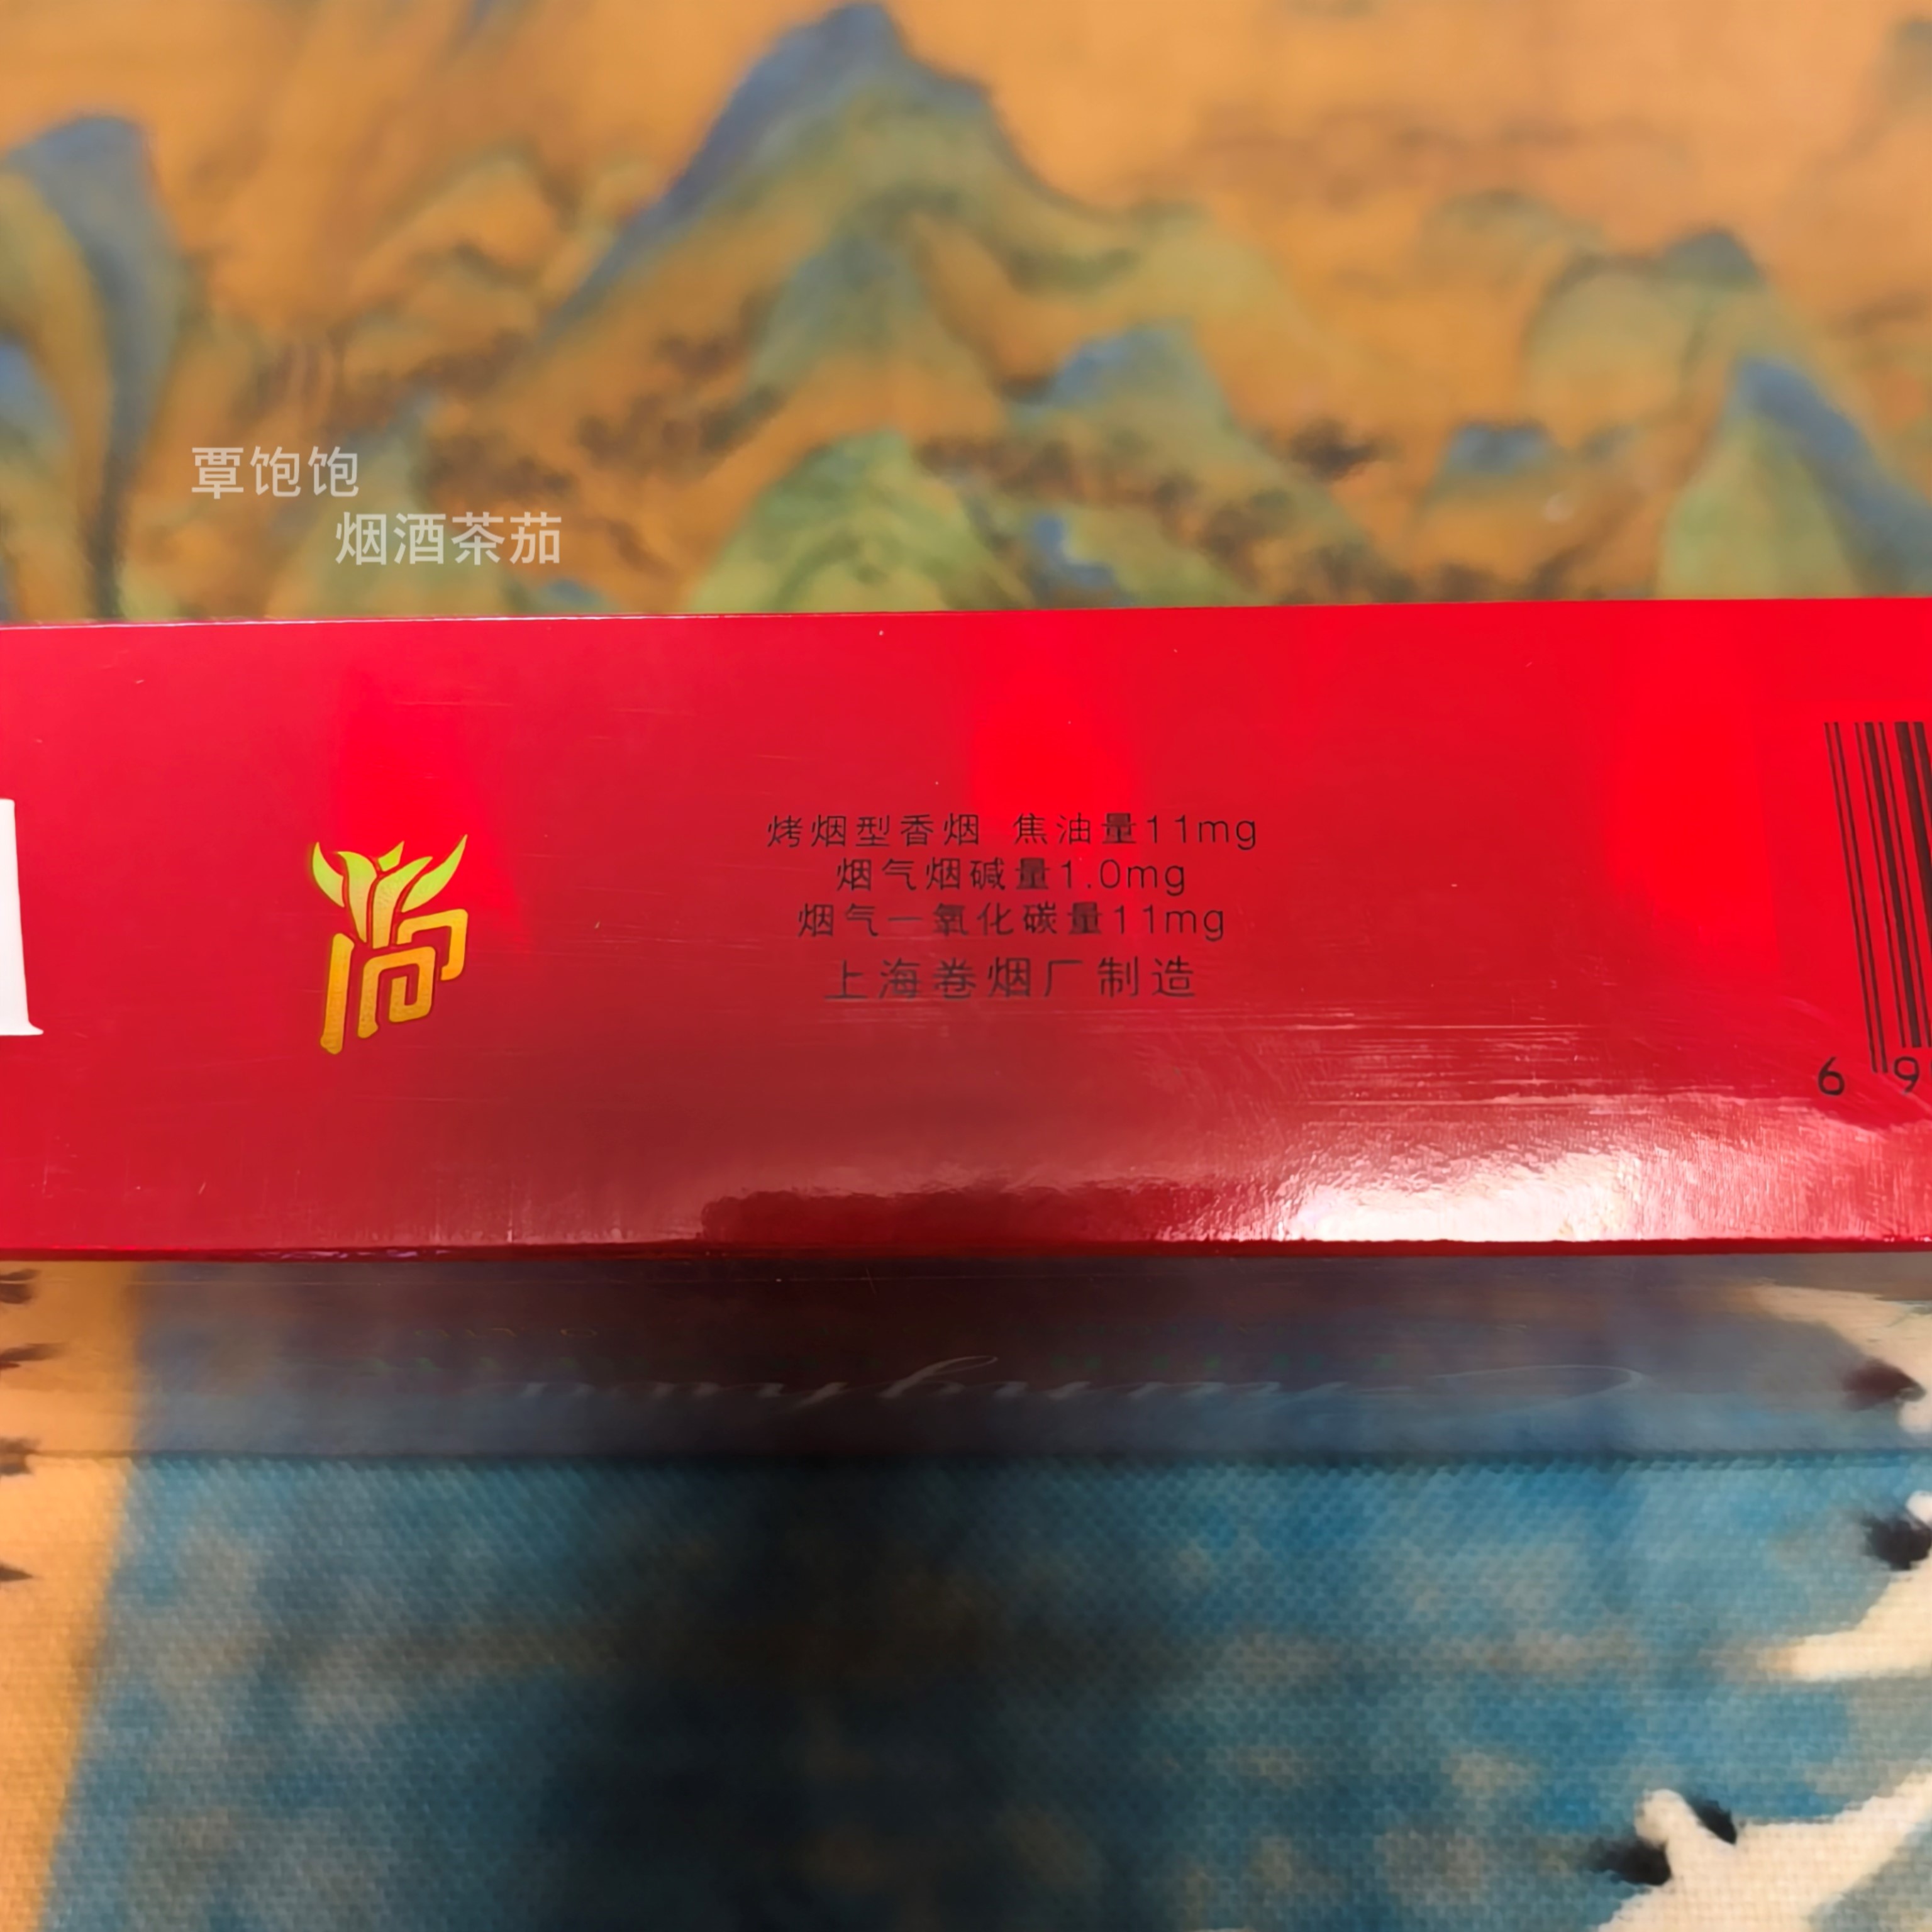 覃饱饱
烟酒茶茄
尚
烤烟型香烟 焦油量11mg
烟气烟碱量1.0mg
烟气一氧化碳量11mg
上海卷烟厂制造
6 9